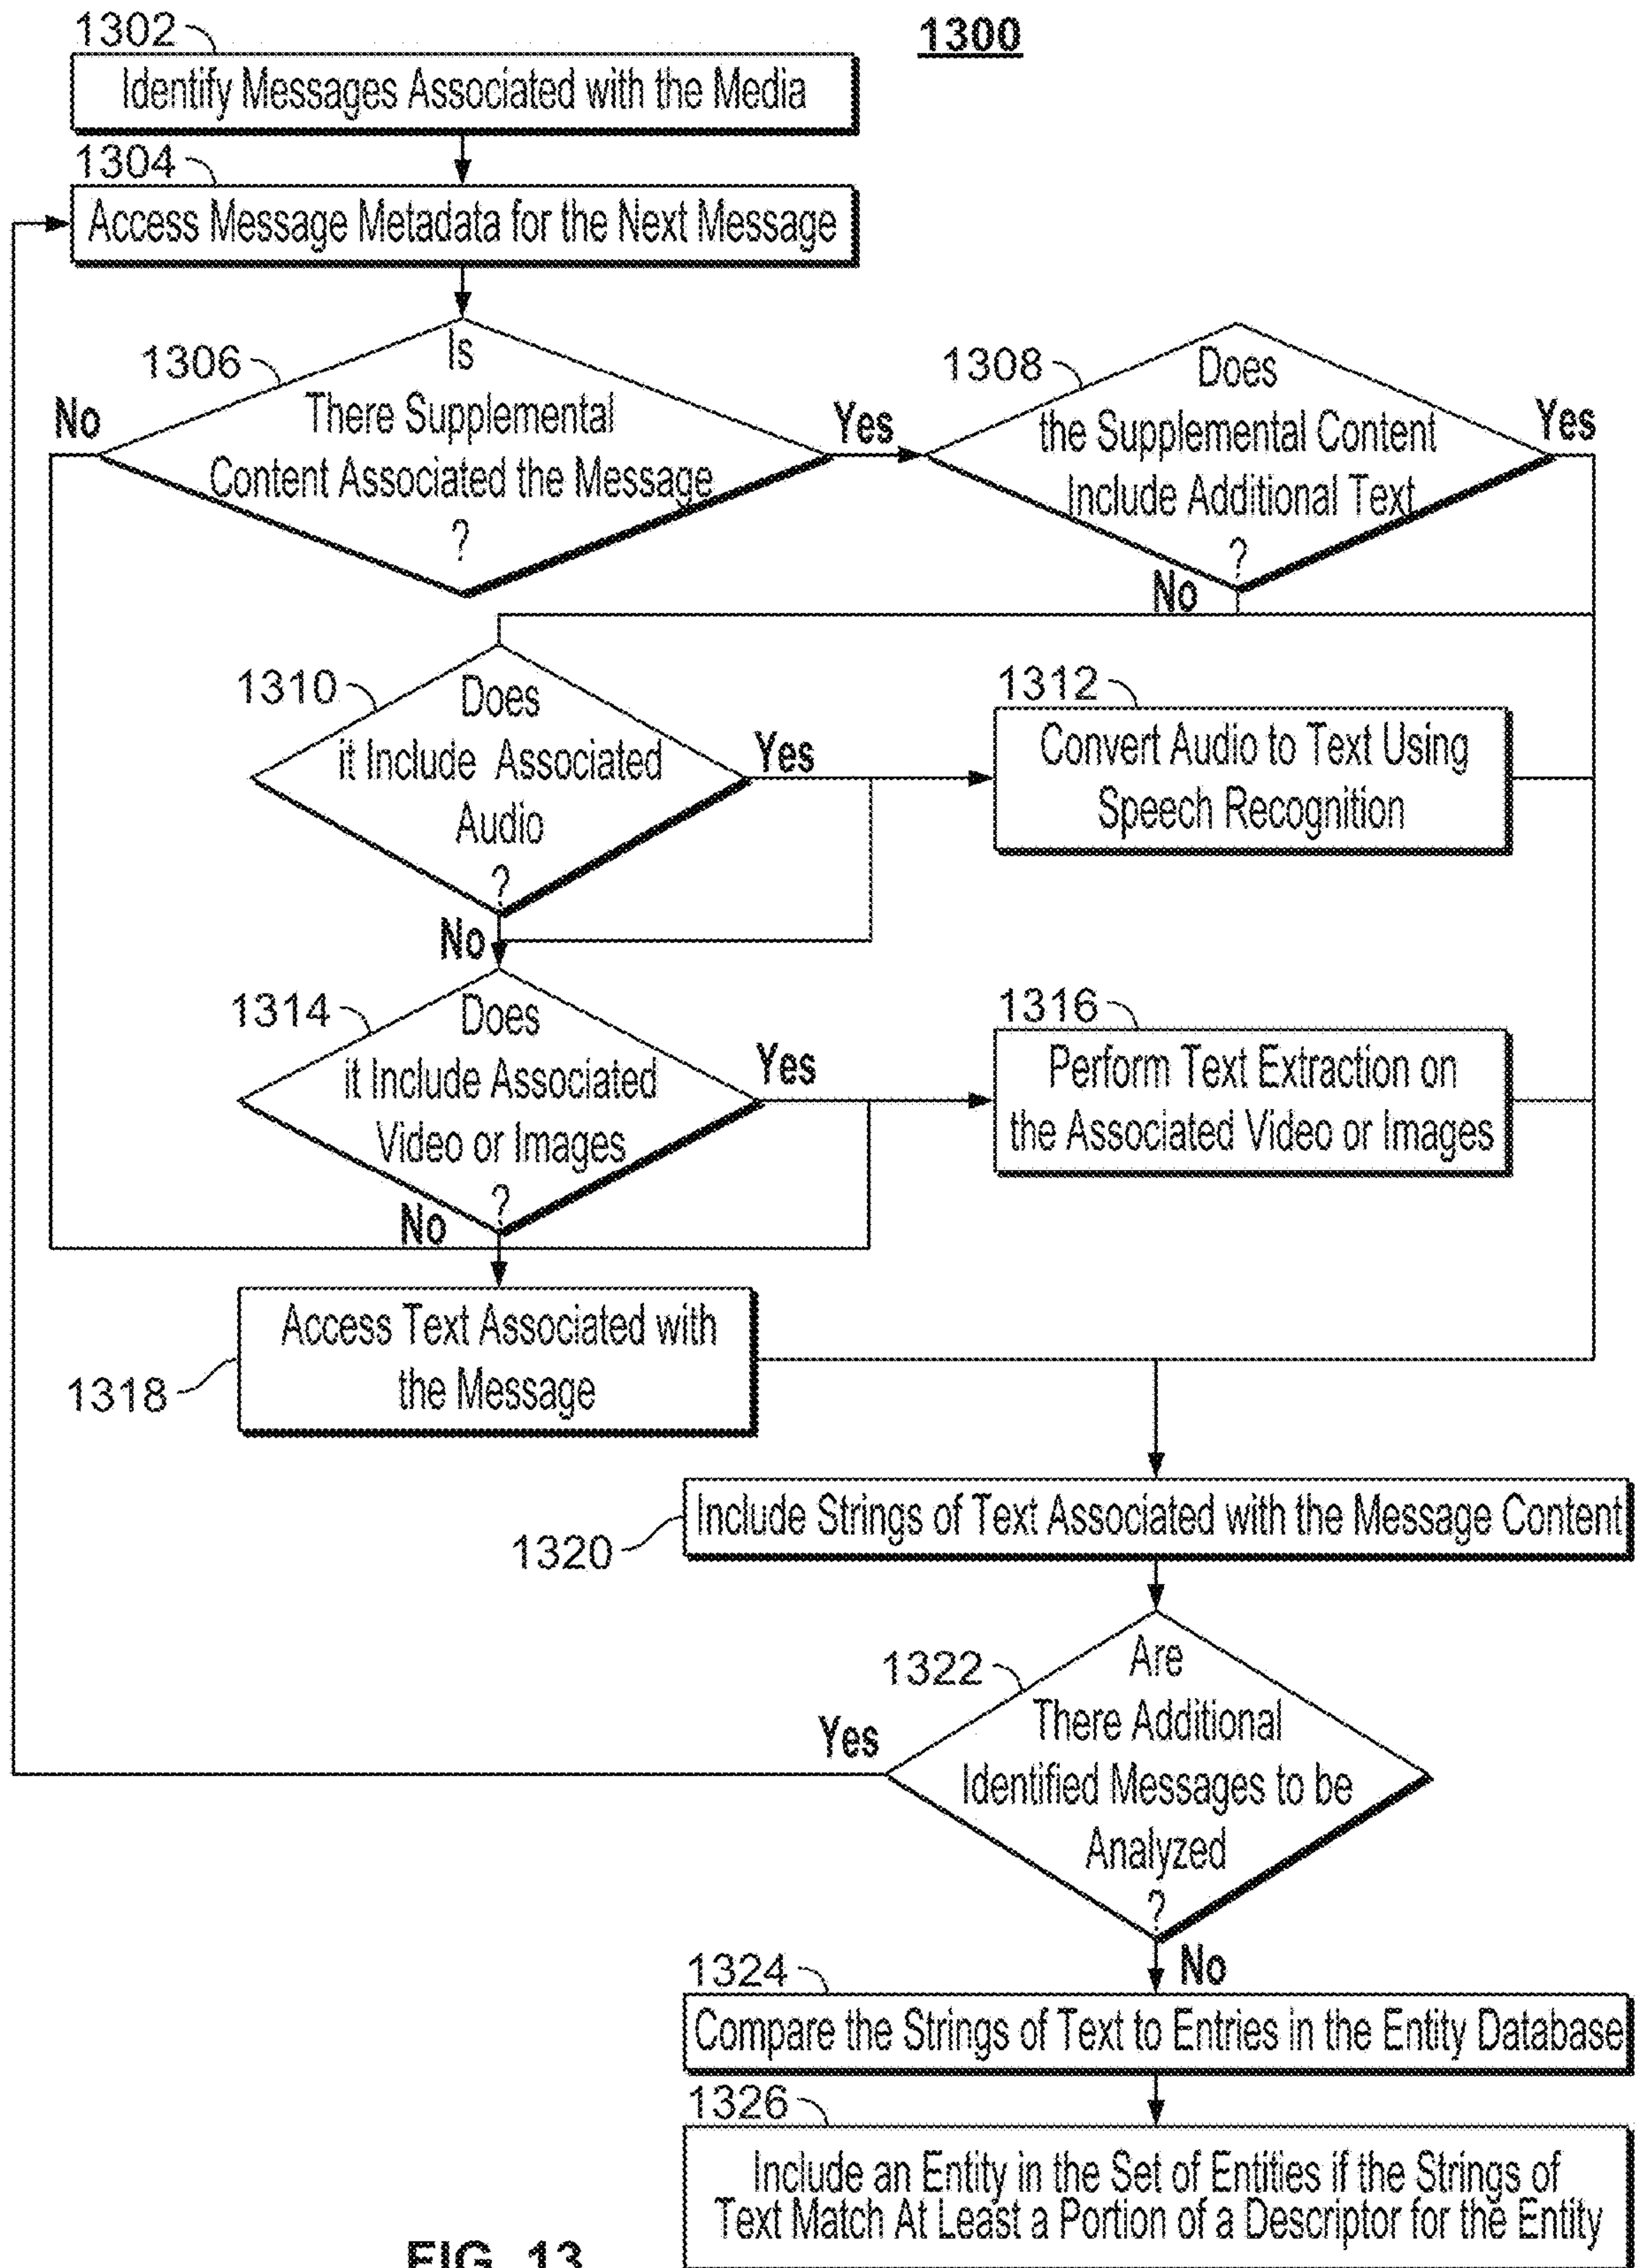 1300
1302
Identify Messages Associated with the Media
1304
Access Message Metadata for the Next Message
1306
Is
There Supplemental
Content Associated the Message
?
No
Yes
1308
Does
the Supplemental Content
Include Additional Text
?
Yes
No
1310
Does
it Include Associated
Audio
?
Yes
No
1312
Convert Audio to Text Using
Speech Recognition
1314
Does
it Include Associated
Video or Images
?
Yes
No
1316
Perform Text Extraction on
the Associated Video or Images
1318
Access Text Associated with
the Message
1320
Include Strings of Text Associated with the Message Content
1322
Are
There Additional
Identified Messages to be
Analyzed
?
Yes
No
1324
Compare the Strings of Text to Entries in the Entity Database
1326
Include an Entity in the Set of Entities if the Strings of
Text Match At Least a Portion of a Descriptor for the Entity
FIG. 13